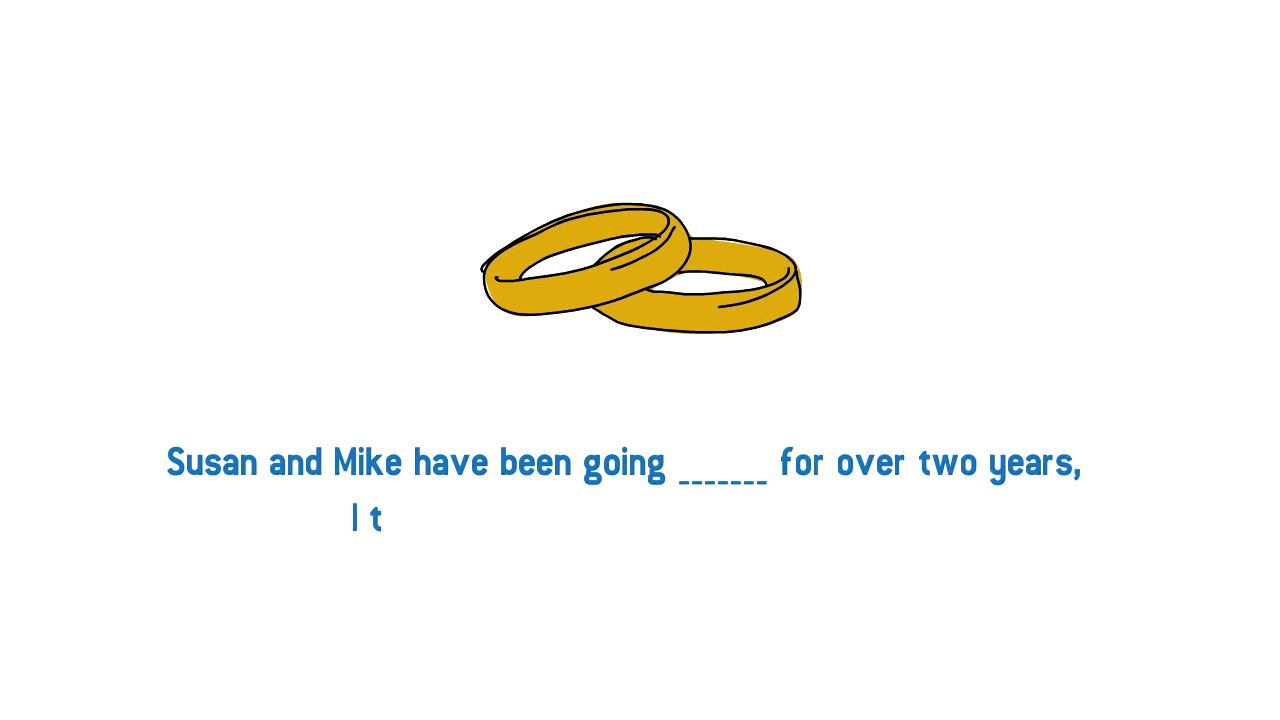 Susan and Mike have been going _______ for over two years,
I t